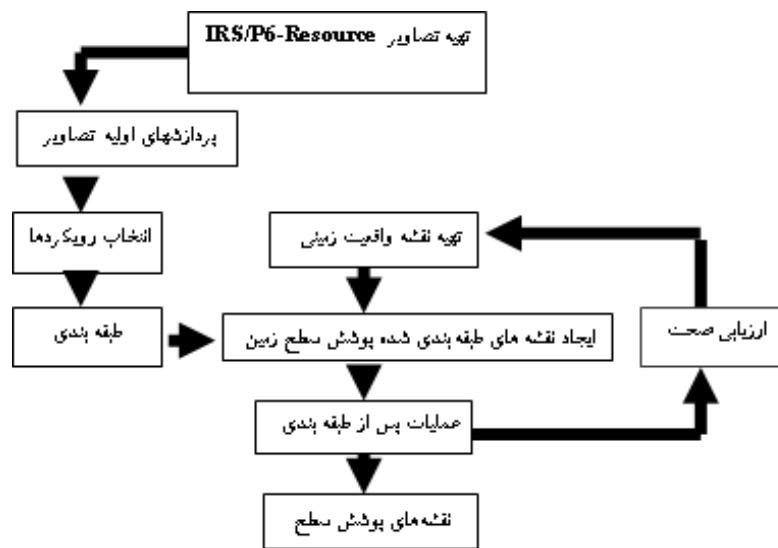 تهیه تصاویر IRS/P6-Resource
پردازشهای اولیه تصاویر
انتخاب رویکردها
تهیه نقشه واقعیت زمینی
طبقه بندی
ایجاد نقشه های طبقه بندی شده پوشش سطح زمین
ارزیابی صحت
عملیات پس از طبقه بندی
نقشه‌های پوشش سطح